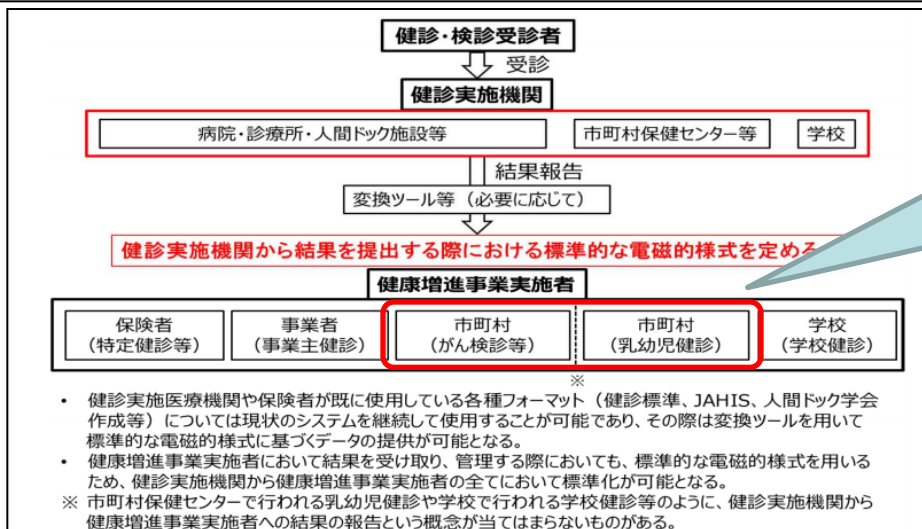 健診・検診受診者
受診
健診実施機関
病院・診療所・人間ドック施設等 市町村保健センター等 学校
結果報告
変換ツール等（必要に応じて）
健診実施機関から結果を提出する際における標準的な電磁的様式を定める
健康増進事業実施者
保険者 事業者 市町村 市町村 学校
(特定健診等) (事業主健診) (がん検診等) (乳幼児健診) (学校健診)
※
・ 健診実施医療機関や保険者が既に使用している各種フォーマット（健診標準、JAHIS、人間ドック学会
作成等）については現状のシステムを継続して使用することが可能であり、その際は変換ツールを用いて
標準的な電磁的様式に基づくデータの提供が可能となる。
・ 健康増進事業実施者において結果を受け取り、管理する際においても、標準的な電磁的様式を用いる
ため、健診実施機関から健康増進事業実施者の全てにおいて標準化が可能となる。
※ 市町村保健センターで行われる乳幼児健診や学校で行われる学校健診等のように、健診実施機関から
健康増進事業実施者への結果の報告という概念が当てはまらないものがある。